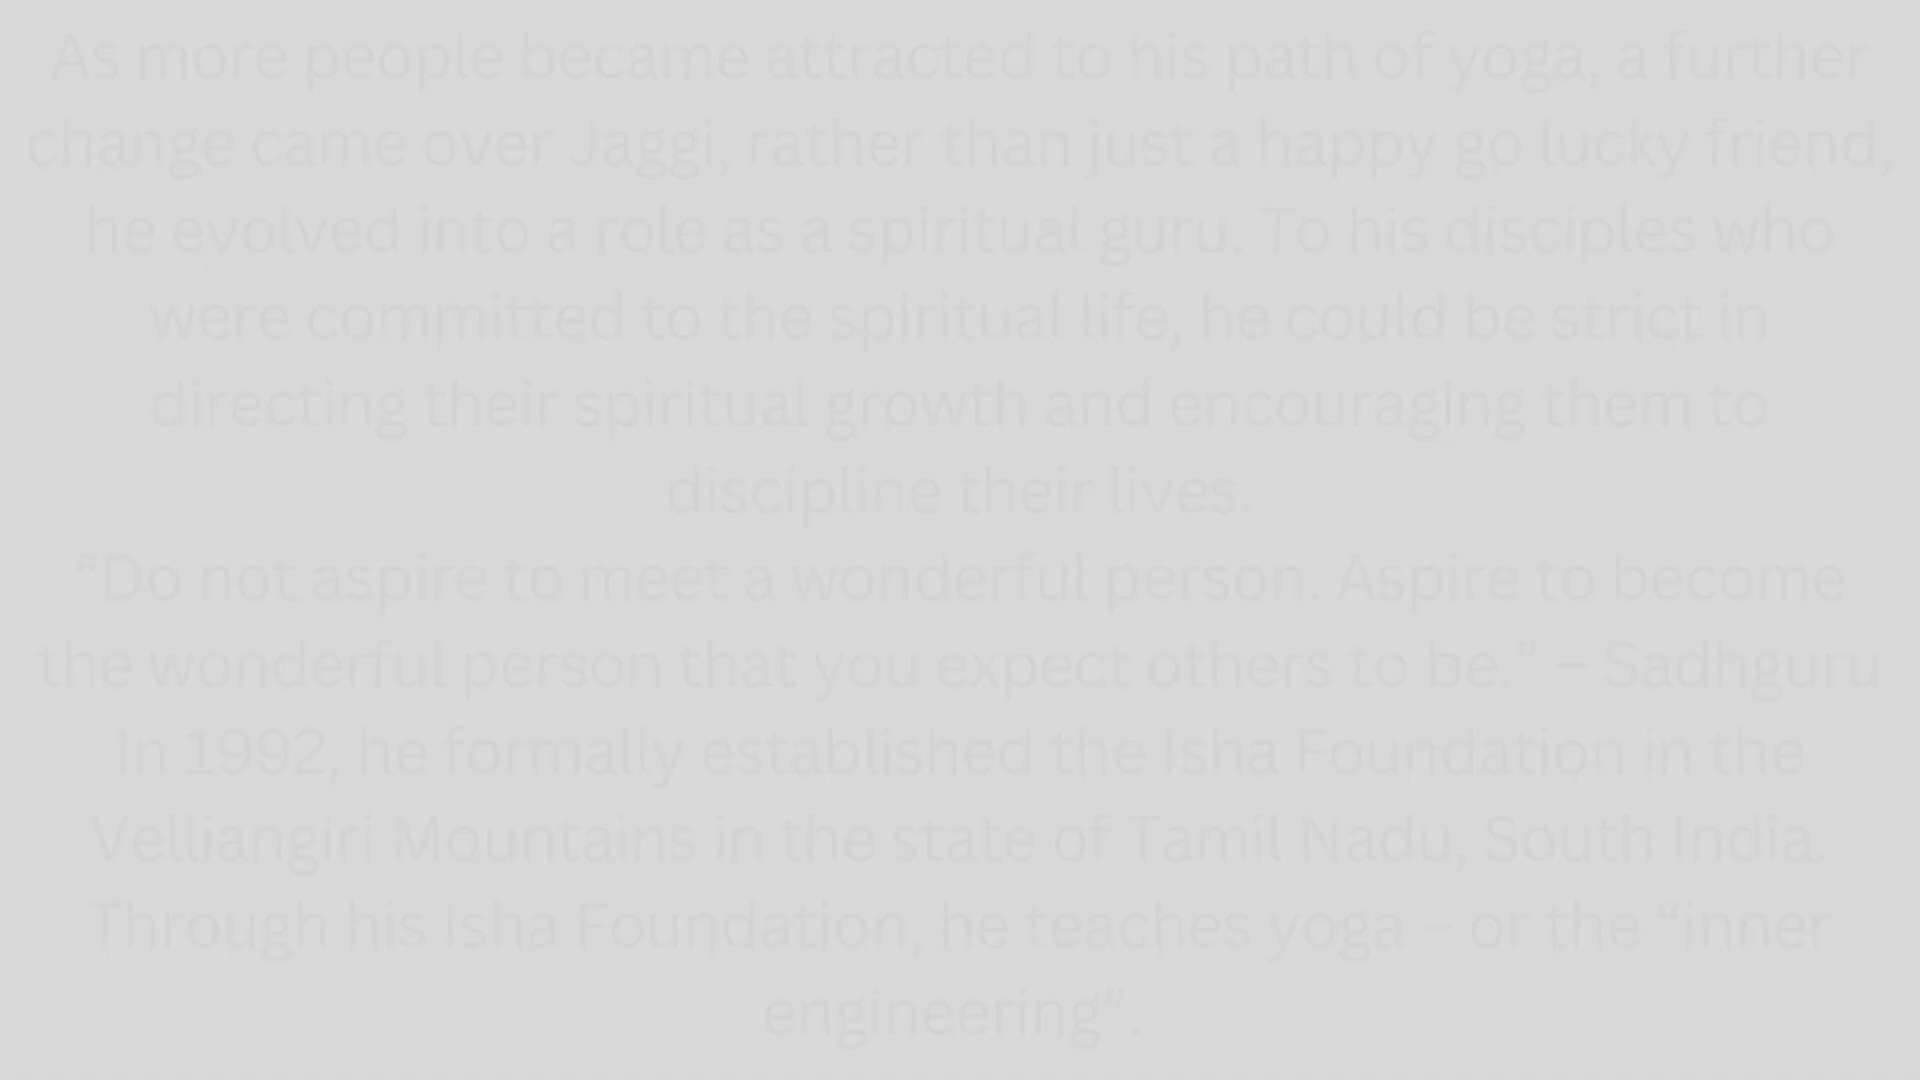 As more people became attracted to his path of yoga, a further
change came over Jaggi, rather than just a happy go lucky friend,
he evolved into a role as a spiritual guru. To his disciples who
were committed to the spiritual life, he could be strict in
directing their spiritual growth and encouraging them to
discipline their lives.
“Do not aspire to meet a wonderful person. Aspire to become
the wonderful person that you expect others to be.” – Sadhguru
In 1992, he formally established the Isha Foundation in the
Velliangiri Mountains in the state of Tamil Nadu, South India.
Through his Isha Foundation, he teaches yoga – or the “inner
engineering”.